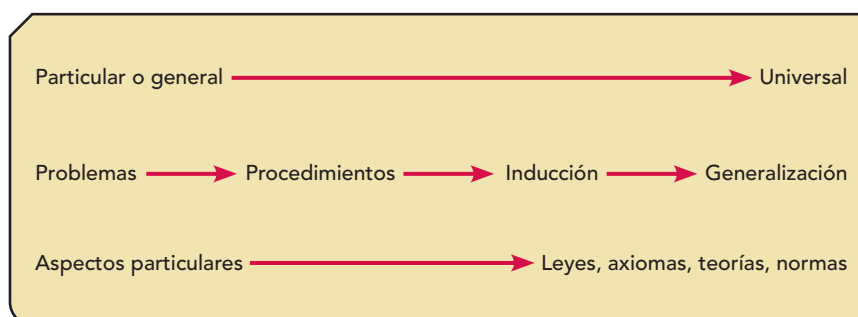 Particular o general Universal
Problemas Procedimientos Inducción Generalización
Aspectos particulares Leyes, axiomas, teorías, normas